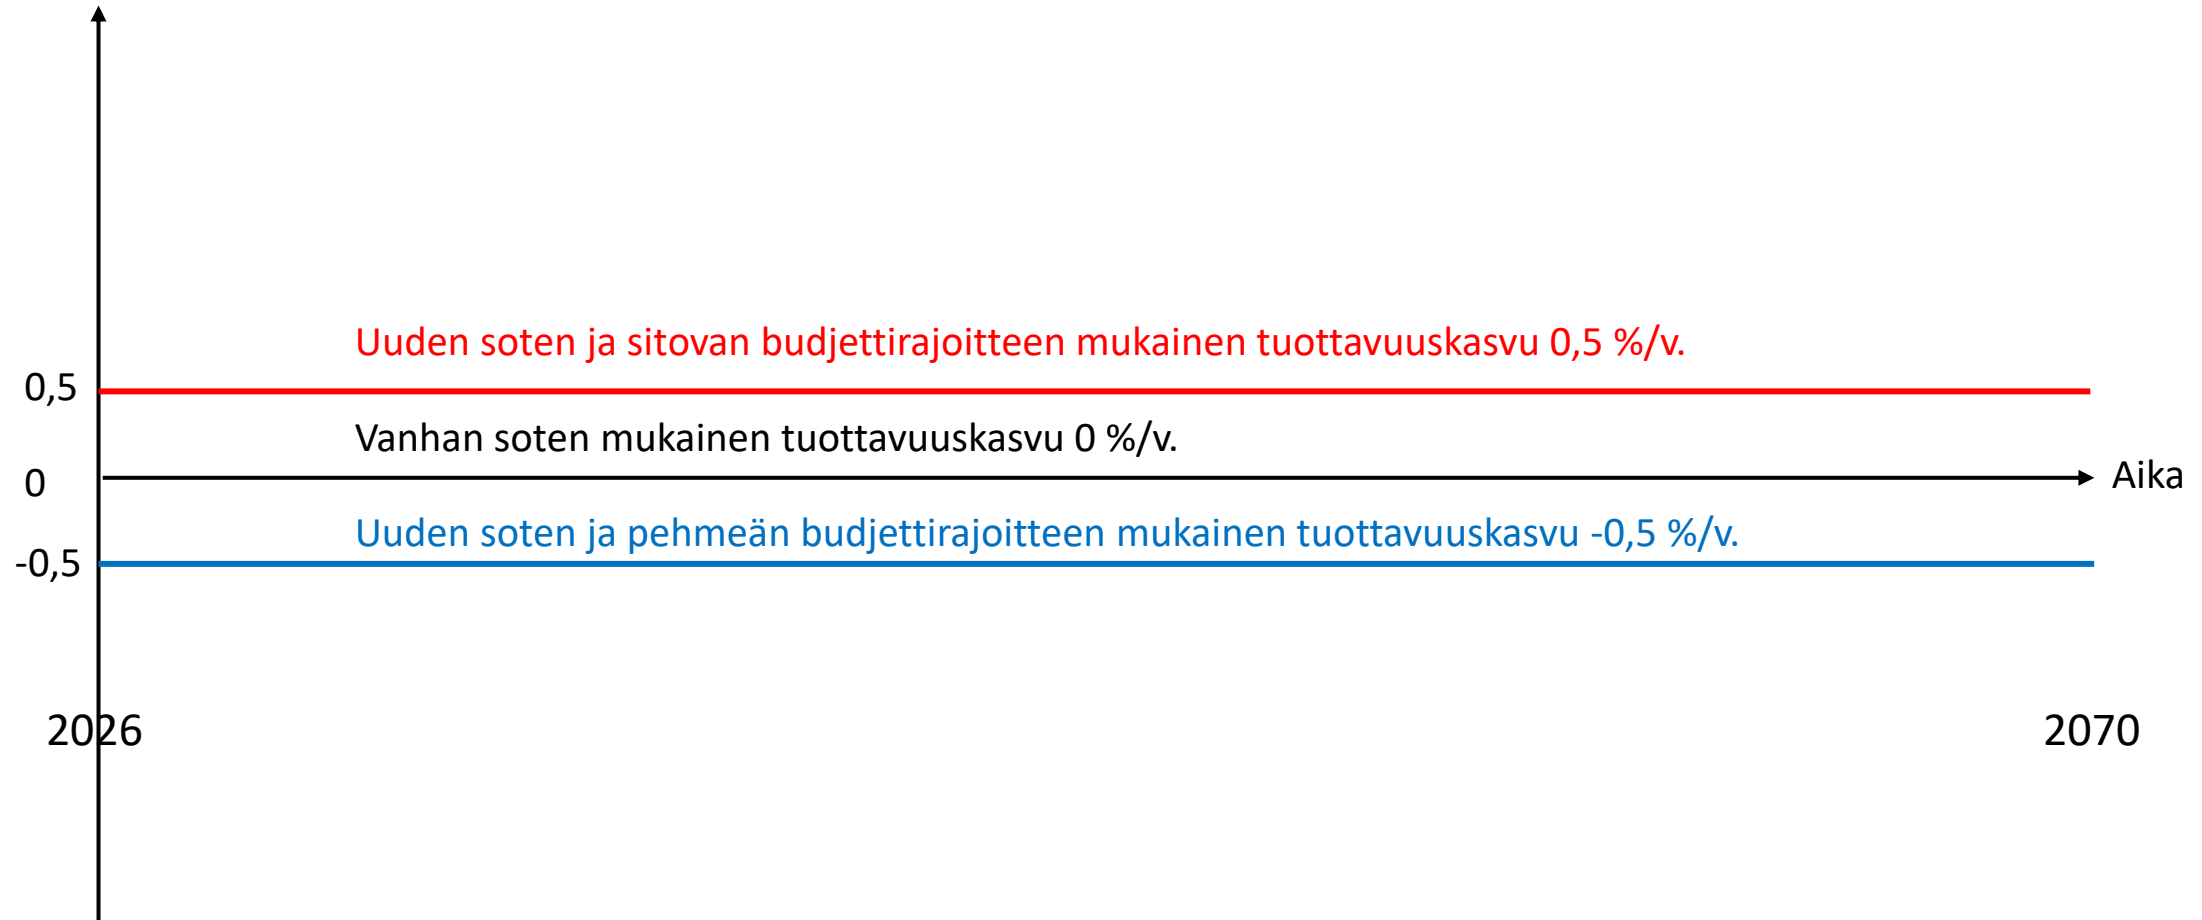 Uuden soten ja sitovan budjettirajoitteen mukainen tuottavuuskasvu 0,5 %/v.
0,5
Vanhan soten mukainen tuottavuuskasvu 0 %/v.
0
Aika
Uuden soten ja pehmeän budjettirajoitteen mukainen tuottavuuskasvu -0,5 %/v.
-0,5
2026
2070